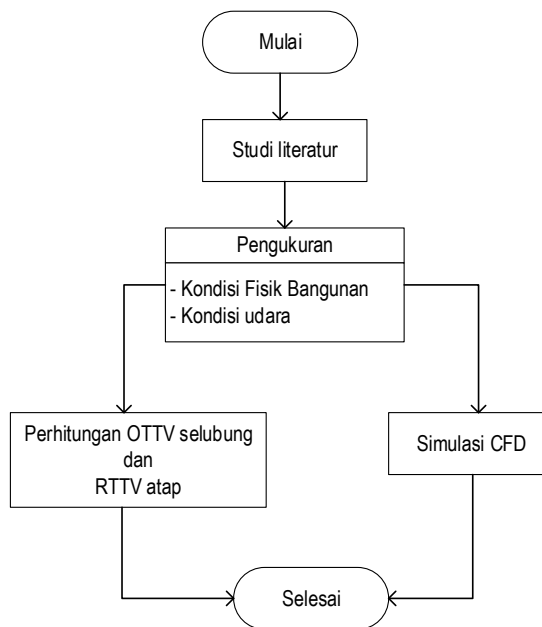 Mulai
Studi literatur
Pengukuran
- Kondisi Fisik Bangunan
- Kondisi udara
Perhitungan OTTV selubung
dan
RTTV atap
Simulasi CFD
Selesai